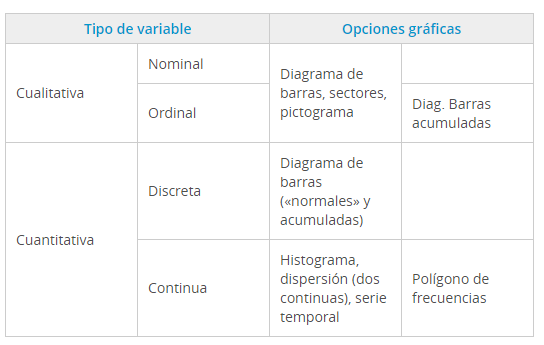 Tipo de variable
Opciones gráficas
Cualitativa
Nominal
Diagrama de
barras, sectores,
pictograma
Ordinal
Diag. Barras
acumuladas
Cuantitativa
Discreta
Diagrama de
barras
(«normales» y
acumuladas)
Continua
Histograma,
dispersión (dos
continuas), serie
temporal
Polígono de
frecuencias